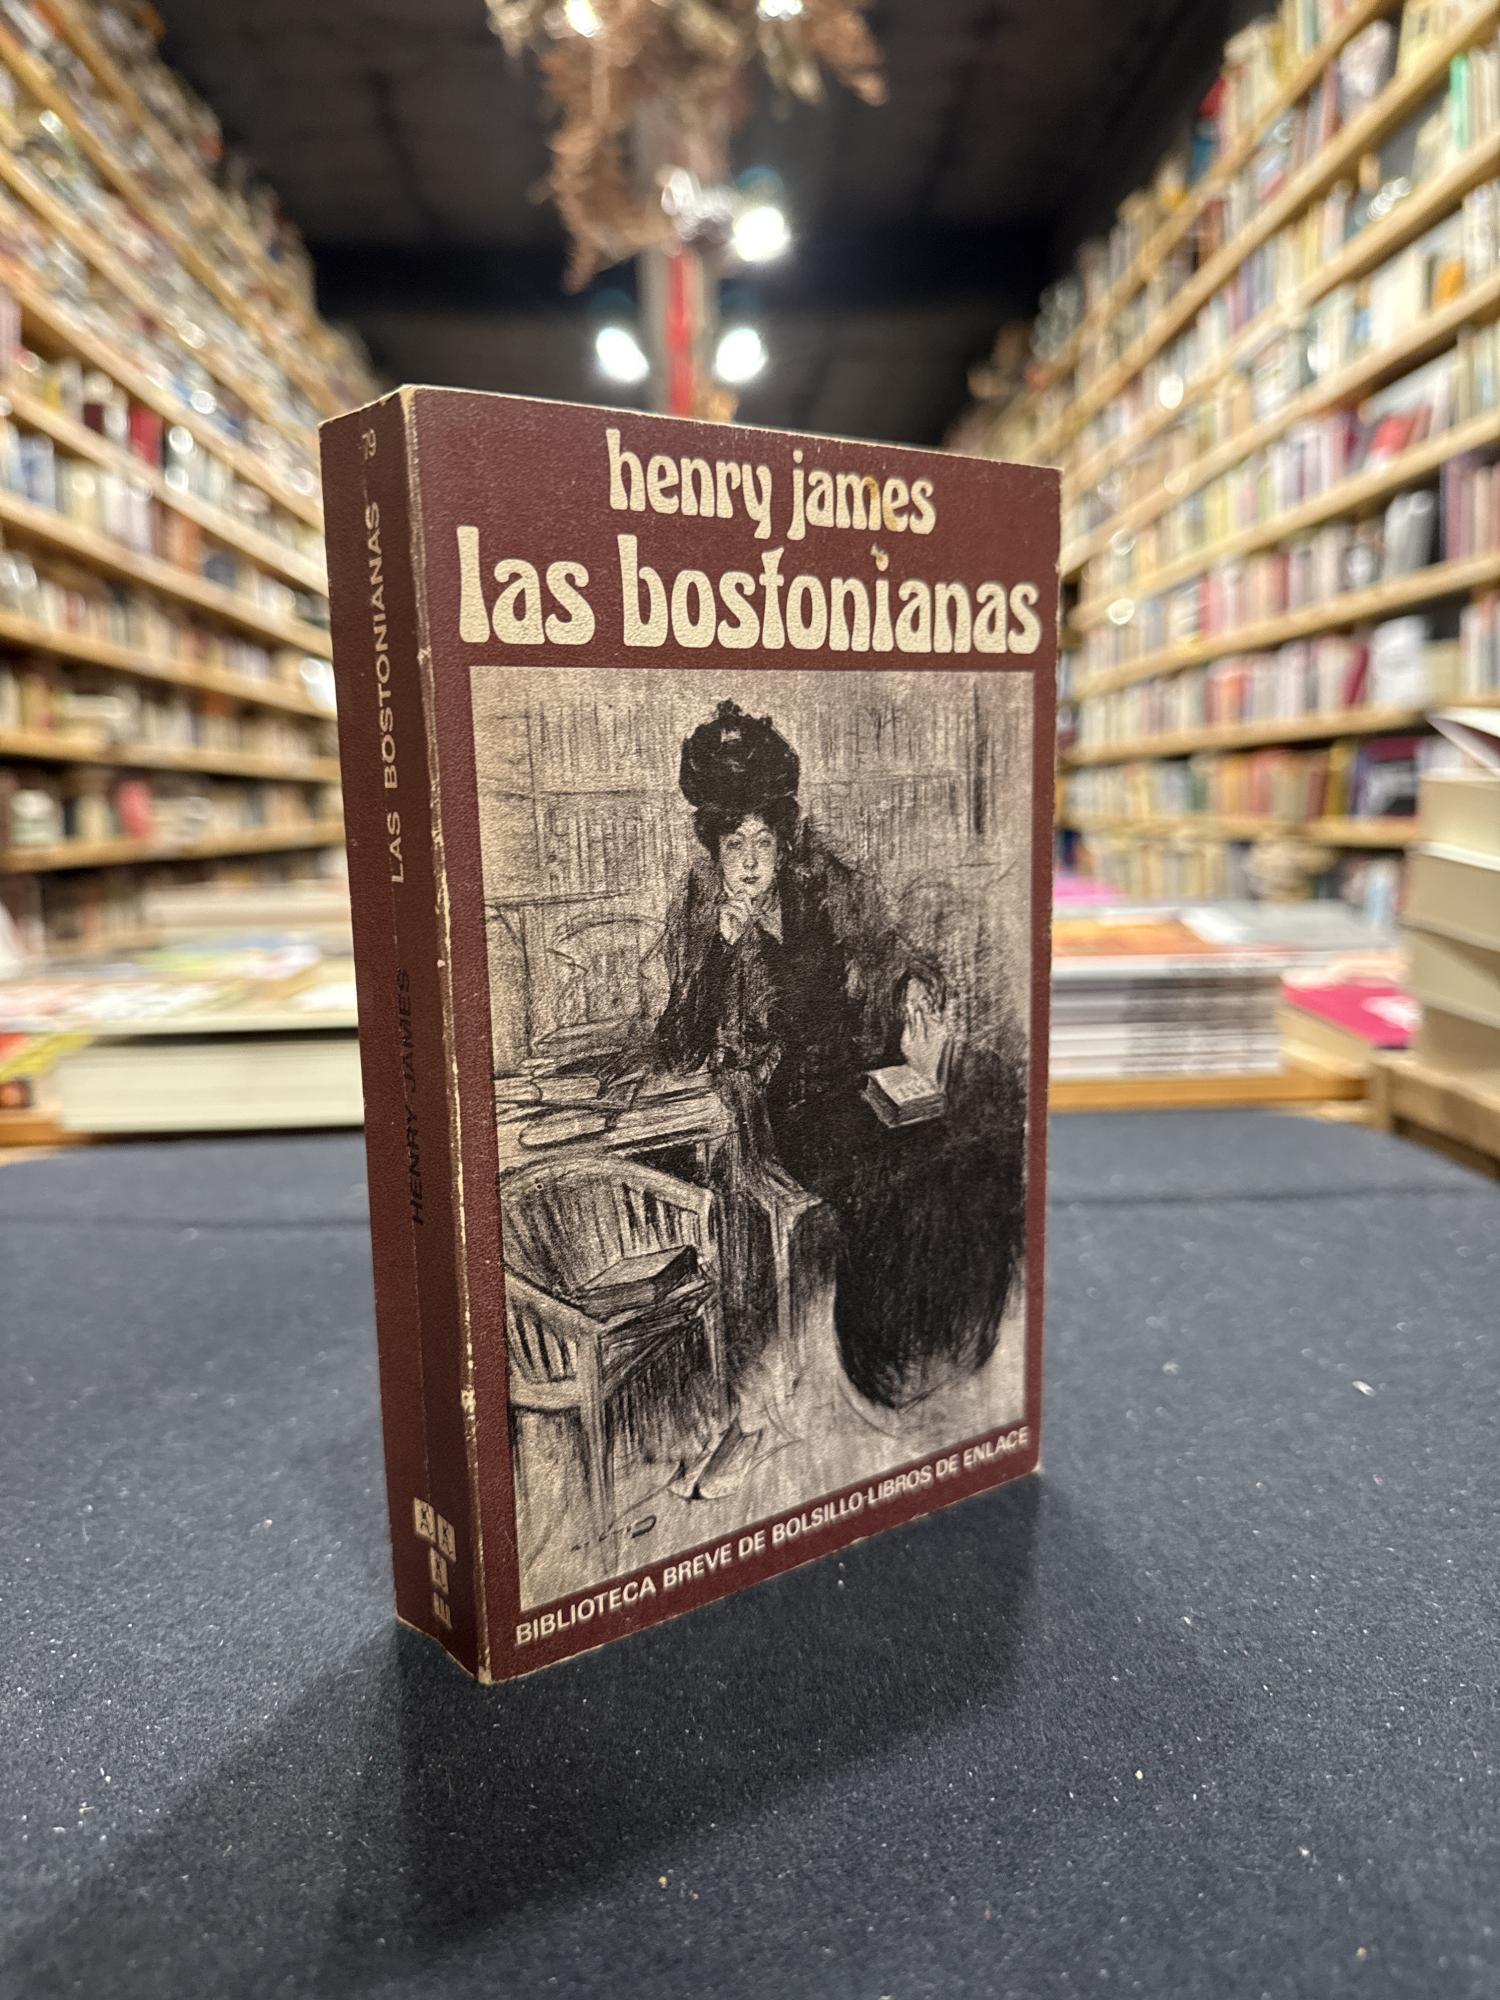 henry james
las bostonianas
BIBLIOTECA BREVE DE BOLSILLO-LIBROS DE ENLACE
HENRY JAMES LAS BOSTONIANAS